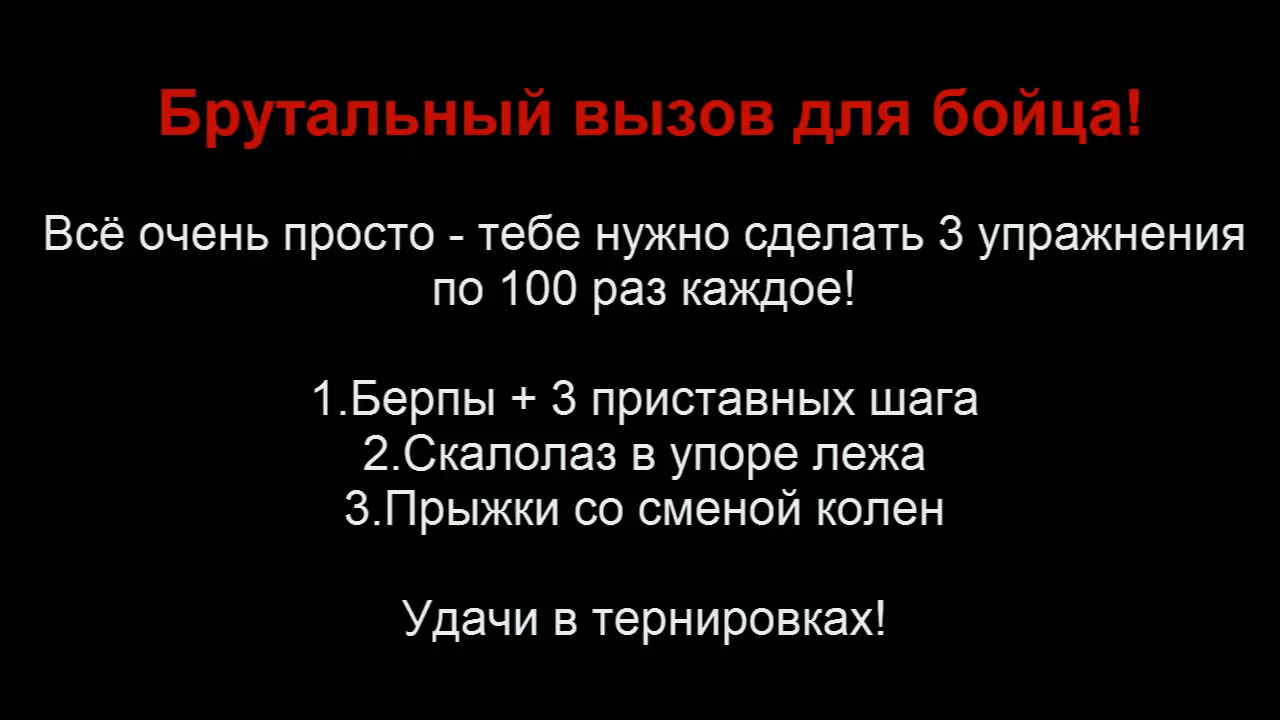 Брутальный вызов для бойца!
Всё очень просто - тебе нужно сделать 3 упражнения
по 100 раз каждое!
1.Берпы + 3 приставных шага
2.Скалолаз в упоре лежа
3.Прыжки со сменой колен
Удачи в тернировках!